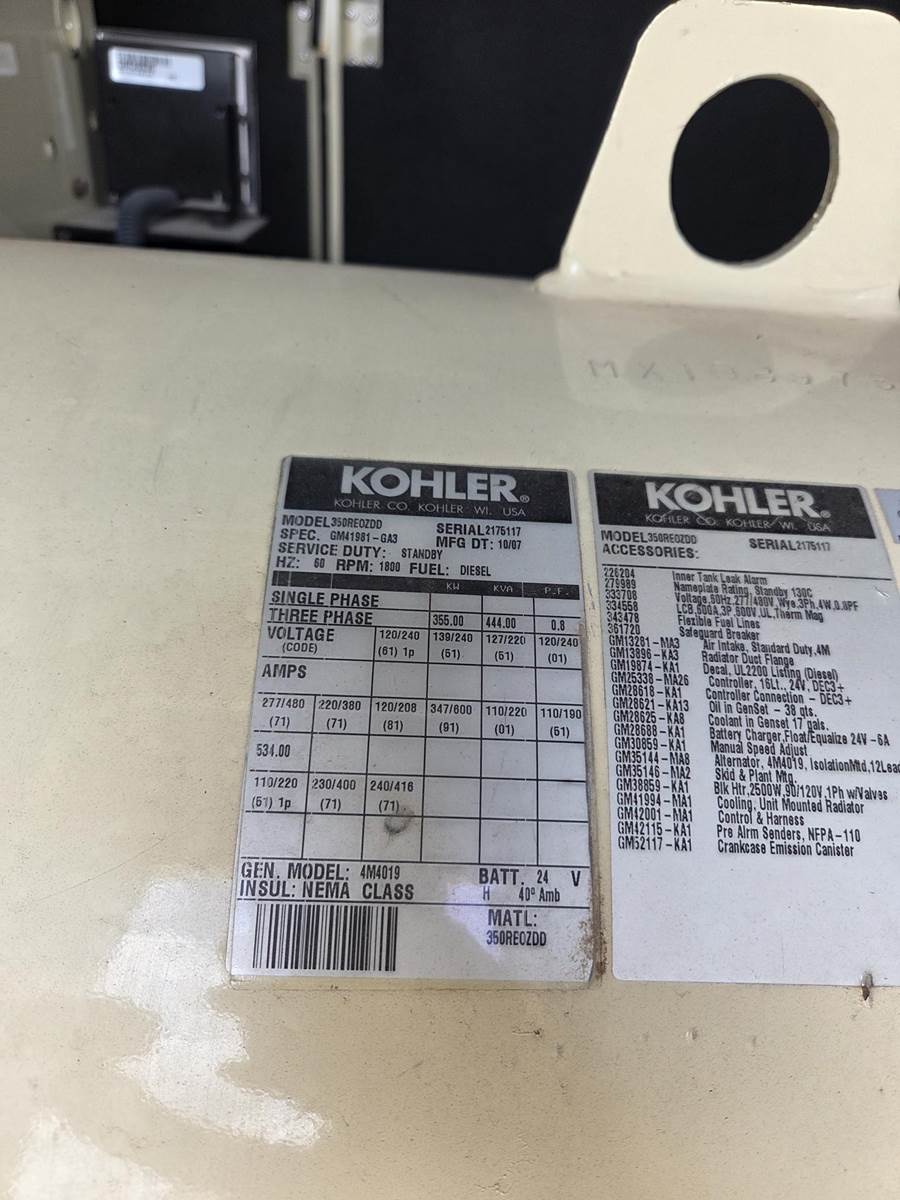 KOHLER®
KOHLER CO. KOHLER WI. USA
MODEL 350REOZDD SERIAL 2175117
SPEC. GM41981-GA3 MFG DT: 10/07
SERVICE DUTY: STANDBY
HZ: 60 RPM: 1800 FUEL: DIESEL
KW KVA P.F.
SINGLE PHASE
THREE PHASE 355.00 444.00 0.8
VOLTAGE 120/240 139/240 127/220 120/240
(CODE) (61) 1p (51) (61) (01)
AMPS
277/480 220/380 120/208 347/600 110/220 110/190
(71) (71) (81) (91) (01) (61)
534.00
110/220 230/400 240/416
(51) 1p (71) (71)
GEN. MODEL: 4M4019 BATT. 24 V
INSUL: NEMA CLASS H 40° Amb
MATL:
350REOZDD
KOHLER®
KOHLER CO. KOHLER WI. USA
MODEL 350REOZDD SERIAL 2175117
ACCESSORIES:
226204 Inner Tank Leak Alarm
279989 Nameplate Rating, Standby 130C
333708 Voltage,60Hz,277/480V,Wye,3Ph,4W,0.8PF
334558 LCB,600A,3P,600V,UL,Therm Mag
343478 Flexible Fuel Lines
361720 Safeguard Breaker
GM13281-MA3 Air Intake, Standard Duty,4M
GM13896-KA3 Radiator Duct Flange
GM19874-KA1 Decal, UL2200 Listing (Diesel)
GM25338-MA26 Controller, 16Lt., 24V, DEC3+
GM28618-KA1 Controller Connection - DEC3+
GM28621-KA13 Oil in GenSet - 38 qts.
GM28625-KA8 Coolant in Genset 17 gals.
GM28688-KA1 Battery Charger,Float/Equalize 24V-6A
GM30859-KA1 Manual Speed Adjust
GM35144-MA8 Alternator, 4M4019, IsolationMtd,12Lead
GM35146-MA2 Skid & Plant Mtg.
GM38859-KA1 Blk Htr,2500W,90/120V,1Ph w/Valves
GM41994-MA1 Cooling, Unit Mounted Radiator
GM42001-MA1 Control & Harness
GM42115-KA1 Pre Alrm Senders, NFPA-110
GM52117-KA1 Crankcase Emission Canister